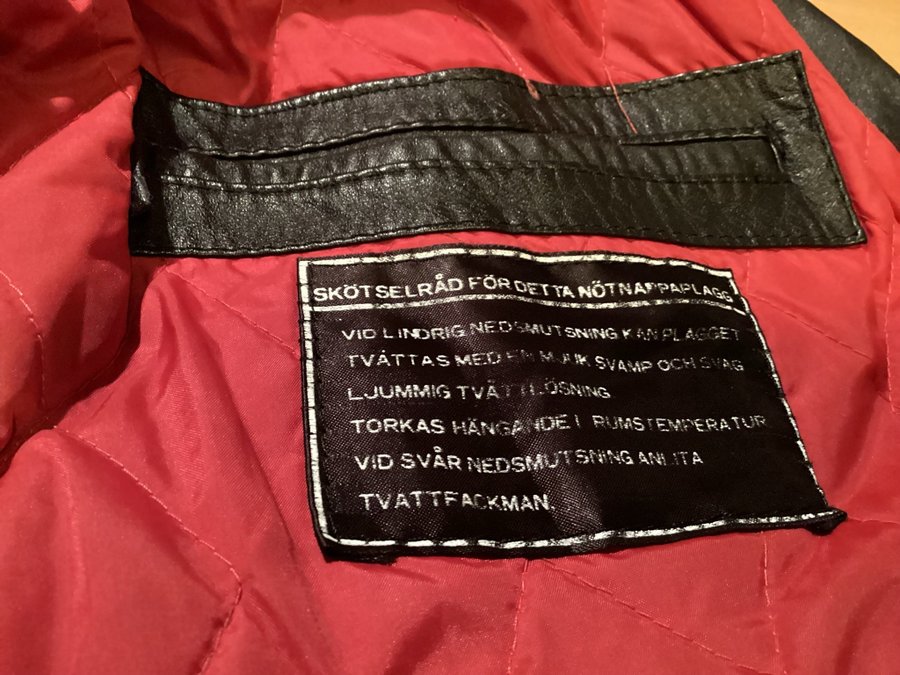 SKÖTSELRÅD FÖR DETTA NÖTNAPPAPLAGG
VID LINDRIG NEDSMUTSNING KAN PLAGGET
TVÄTTAS MED EN MJUK SVAMP OCH SVAG
LJUMMIG TVÄTTLÖSNING
TORKAS HÄNGANDE I RUMSTEMPERATUR
VID SVÅR NEDSMUTSNING ANLITA
TVÄTTFACKMAN.